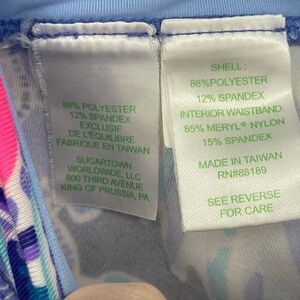 88% POLYESTER
12% SPANDEX
EXCLUSIF
DE L'ÉQUILIBRE
FABRIQUE EN TAIWAN
SUGARTOWN
WORLDWIDE, LLC
800 THIRD AVENUE
KING OF PRUSSIA, PA
SHELL :
88%POLYESTER
12% SPANDEX
INTERIOR WAISTBAND:
85% MERYL® NYLON
15% SPANDEX
MADE IN TAIWAN
RN#88189
SEE REVERSE
FOR CARE